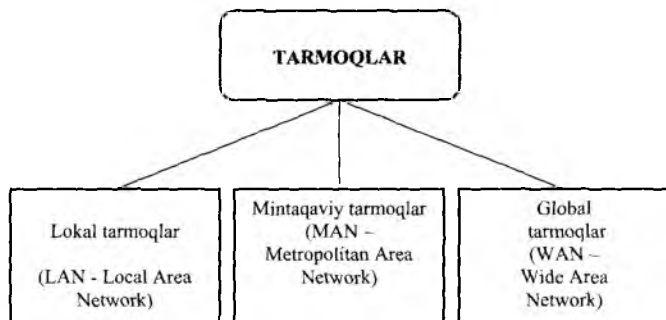 TARMOQLAR
Lokal tarmoqlar
(LAN - Local Area
Network)
Mintaqaviy tarmoqlar
(MAN –
Metropolitan Area
Network)
Global
tarmoqlar
(WAN –
Wide Area
Network)